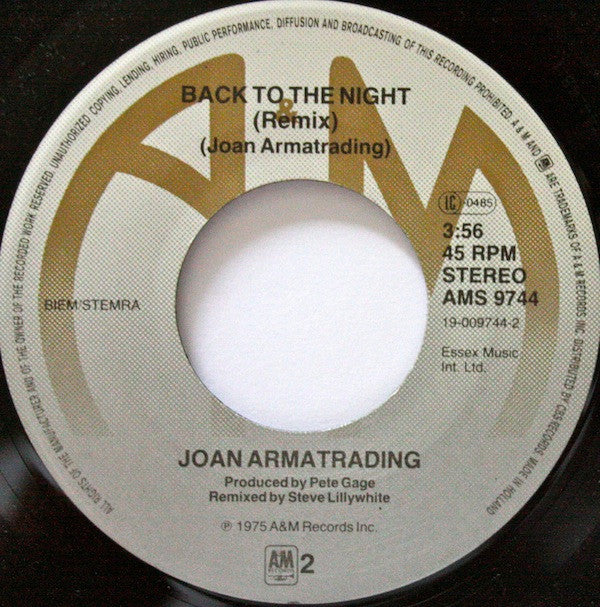 ALL RIGHTS OF THE MANUFACTURER AND OF THE OWNER OF THE RECORDED WORK RESERVED. UNAUTHORIZED COPYING, LENDING, HIRING, PUBLIC PERFORMANCE, DIFFUSION AND BROADCASTING OF THIS RECORDING PROHIBITED. A & M AND AM ARE TRADEMARKS OF A & M RECORDS INC. DISTRIBUTED BY CBS RECORDS. MADE IN HOLLAND
A&M
BACK TO THE NIGHT
(Remix)
(Joan Armatrading)
LC-0485
3:56
45 RPM
STEREO
AMS 9744
19-009744-2
BIEM/STEMRA
Essex Music
Int. Ltd.
JOAN ARMATRADING
Produced by Pete Gage
Remixed by Steve Lillywhite
℗ 1975 A&M Records Inc.
AM 2
RECORDS